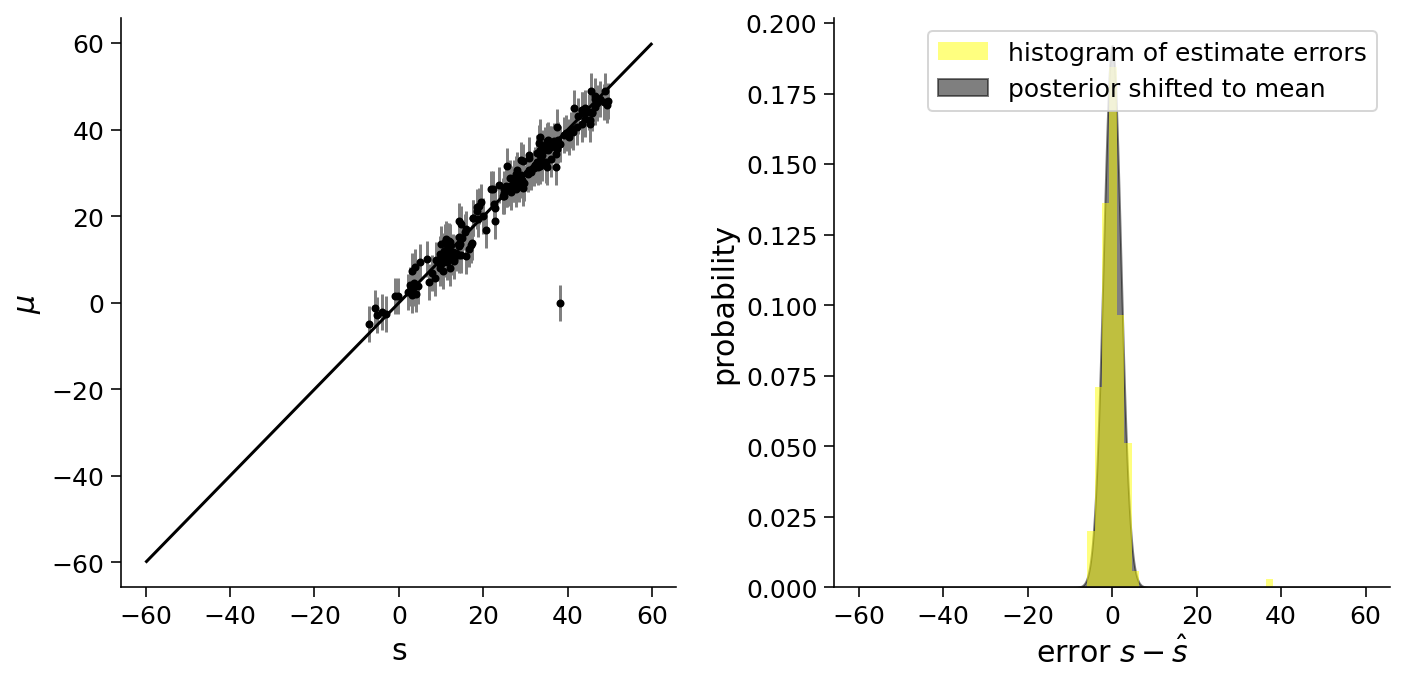 60
40
20
0
−20
−40
−60
μ
−60 −40 −20 0 20 40 60
s
0.200
0.175
0.150
0.125
0.100
0.075
0.050
0.025
0.000
probability
histogram of estimate errors
posterior shifted to mean
−60 −40 −20 0 20 40 60
error s − ŝ